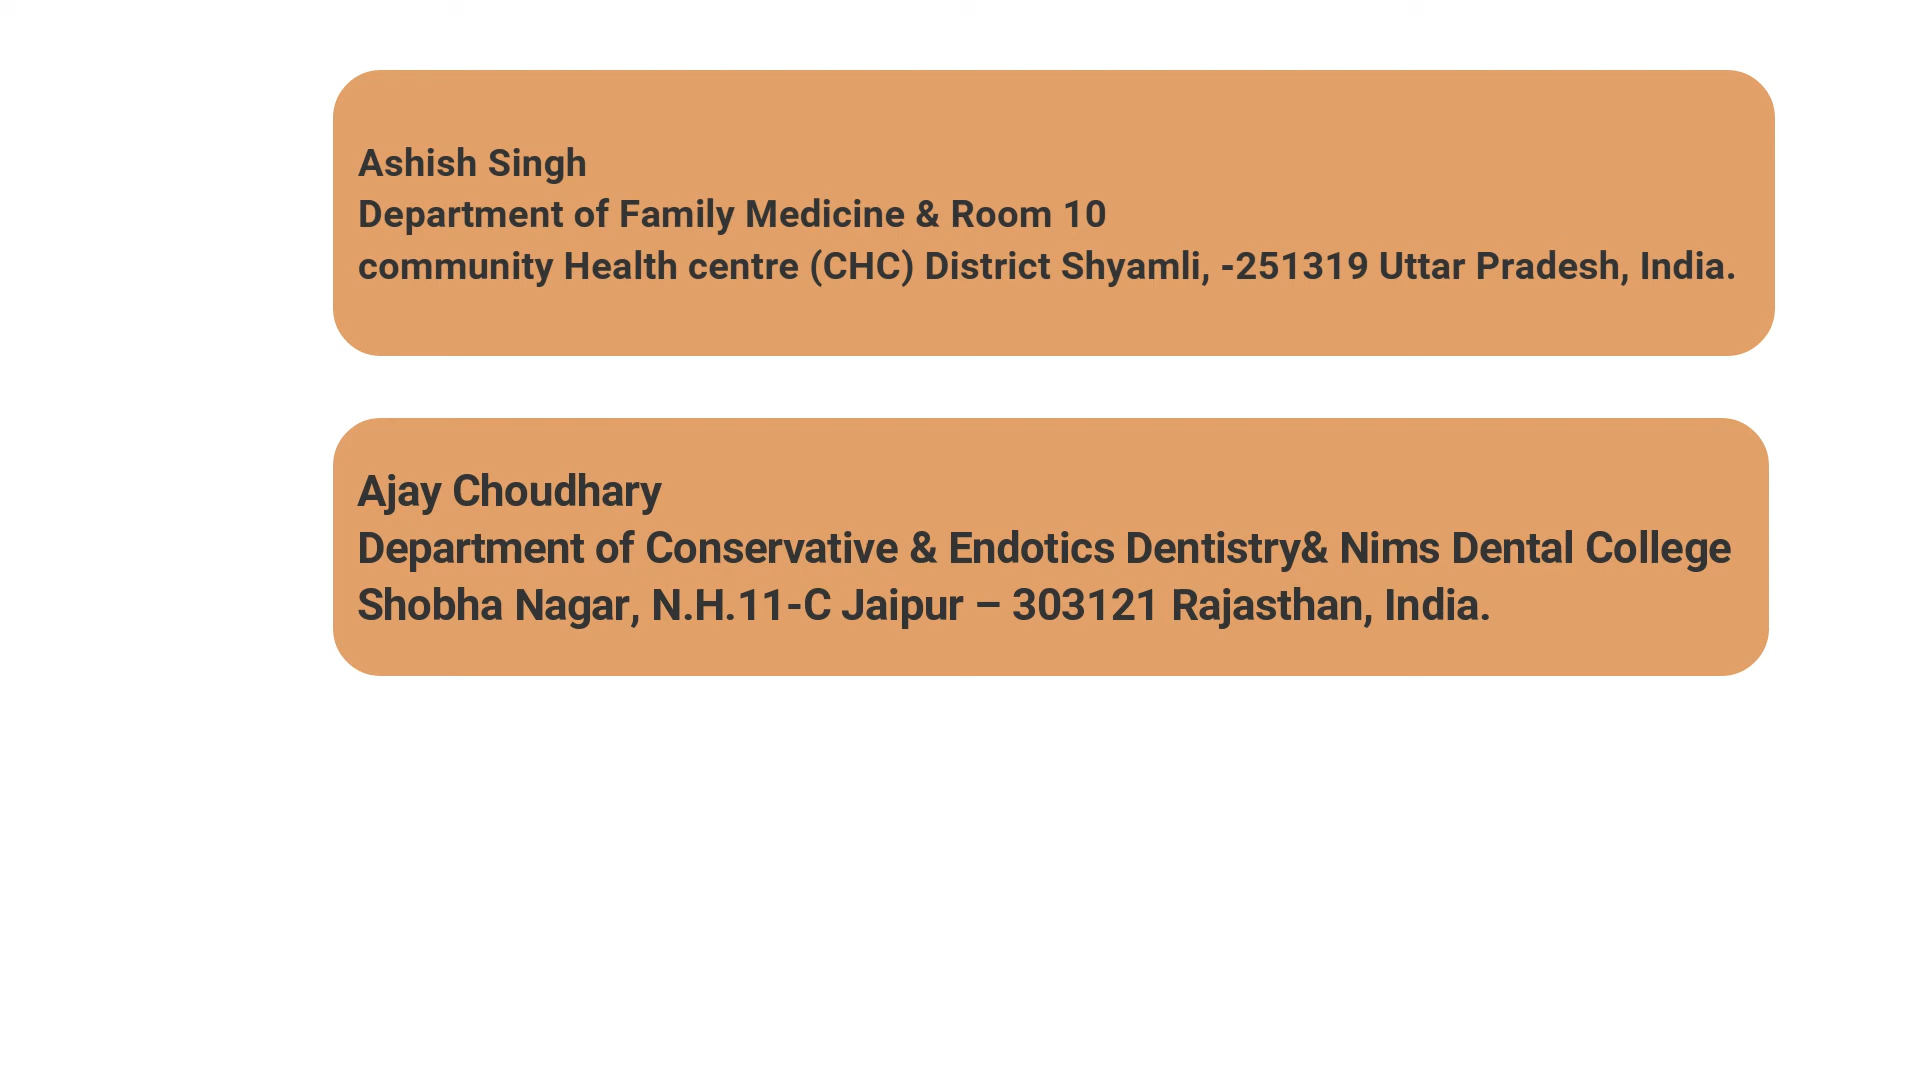 Ashish Singh
Department of Family Medicine & Room 10
community Health centre (CHC) District Shyamli, -251319 Uttar Pradesh, India.
Ajay Choudhary
Department of Conservative & Endotics Dentistry& Nims Dental College
Shobha Nagar, N.H.11-C Jaipur – 303121 Rajasthan, India.